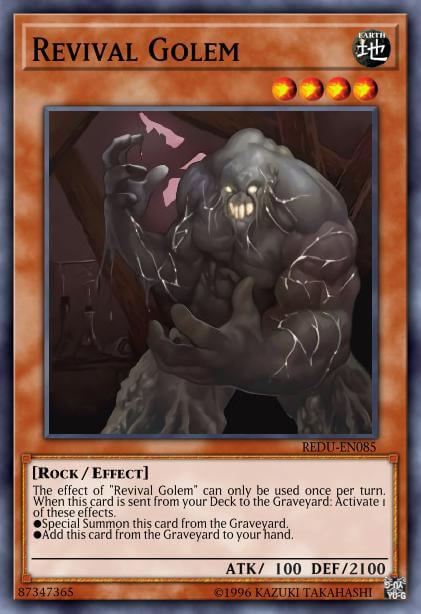 REVIVAL GOLEM
EARTH
地
REDU-EN085
[ROCK / EFFECT]
The effect of "Revival Golem" can only be used once per turn.
When this card is sent from your Deck to the Graveyard: Activate 1
of these effects.
●Special Summon this card from the Graveyard.
●Add this card from the Graveyard to your hand.
ATK/ 100 DEF/2100
87347365
©1996 KAZUKI TAKAHASHI